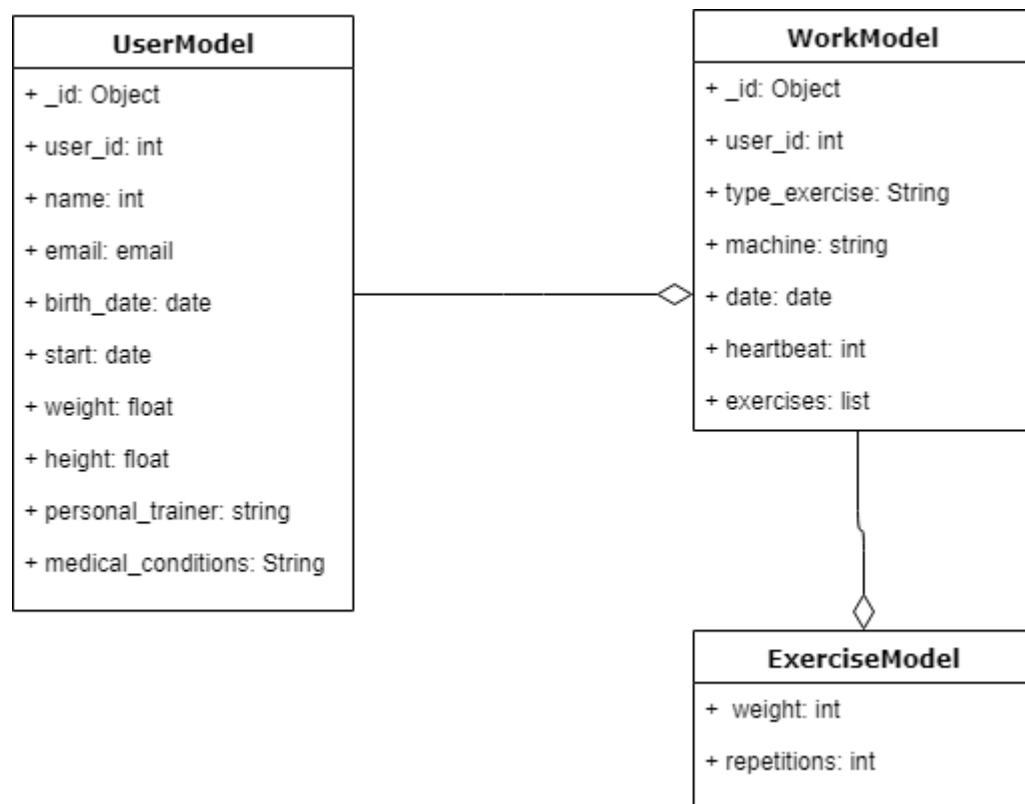 UserModel
+ _id: Object
+ user_id: int
+ name: int
+ email: email
+ birth_date: date
+ start: date
+ weight: float
+ height: float
+ personal_trainer: string
+ medical_conditions: String
WorkModel
+ _id: Object
+ user_id: int
+ type_exercise: String
+ machine: string
+ date: date
+ heartbeat: int
+ exercises: list
ExerciseModel
+ weight: int
+ repetitions: int